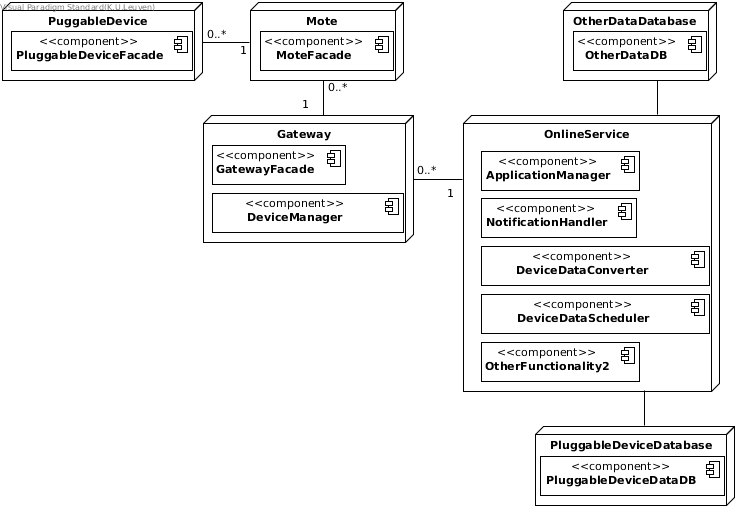 Visual Paradigm Standard(K.U.Leuven)
PuggableDevice
<<component>>
PluggableDeviceFacade
0..*
1
Mote
<<component>>
MoteFacade
0..*
1
OtherDataDatabase
<<component>>
OtherDataDB
Gateway
<<component>>
GatewayFacade
<<component>>
DeviceManager
0..*
1
OnlineService
<<component>>
ApplicationManager
<<component>>
NotificationHandler
<<component>>
DeviceDataConverter
<<component>>
DeviceDataScheduler
<<component>>
OtherFunctionality2
PluggableDeviceDatabase
<<component>>
PluggableDeviceDataDB